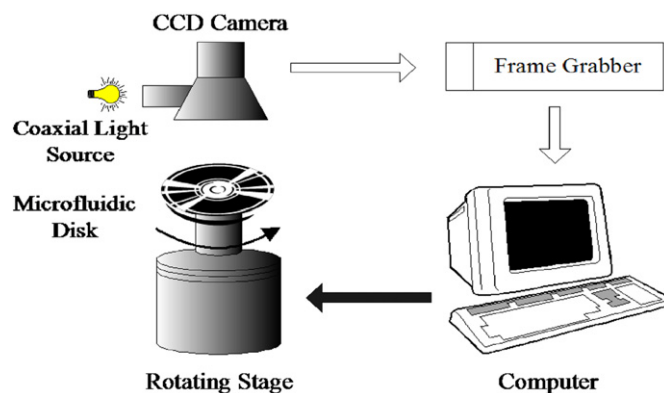 CCD Camera
Frame Grabber
Coaxial Light
Source
Microfluidic
Disk
Rotating Stage
Computer